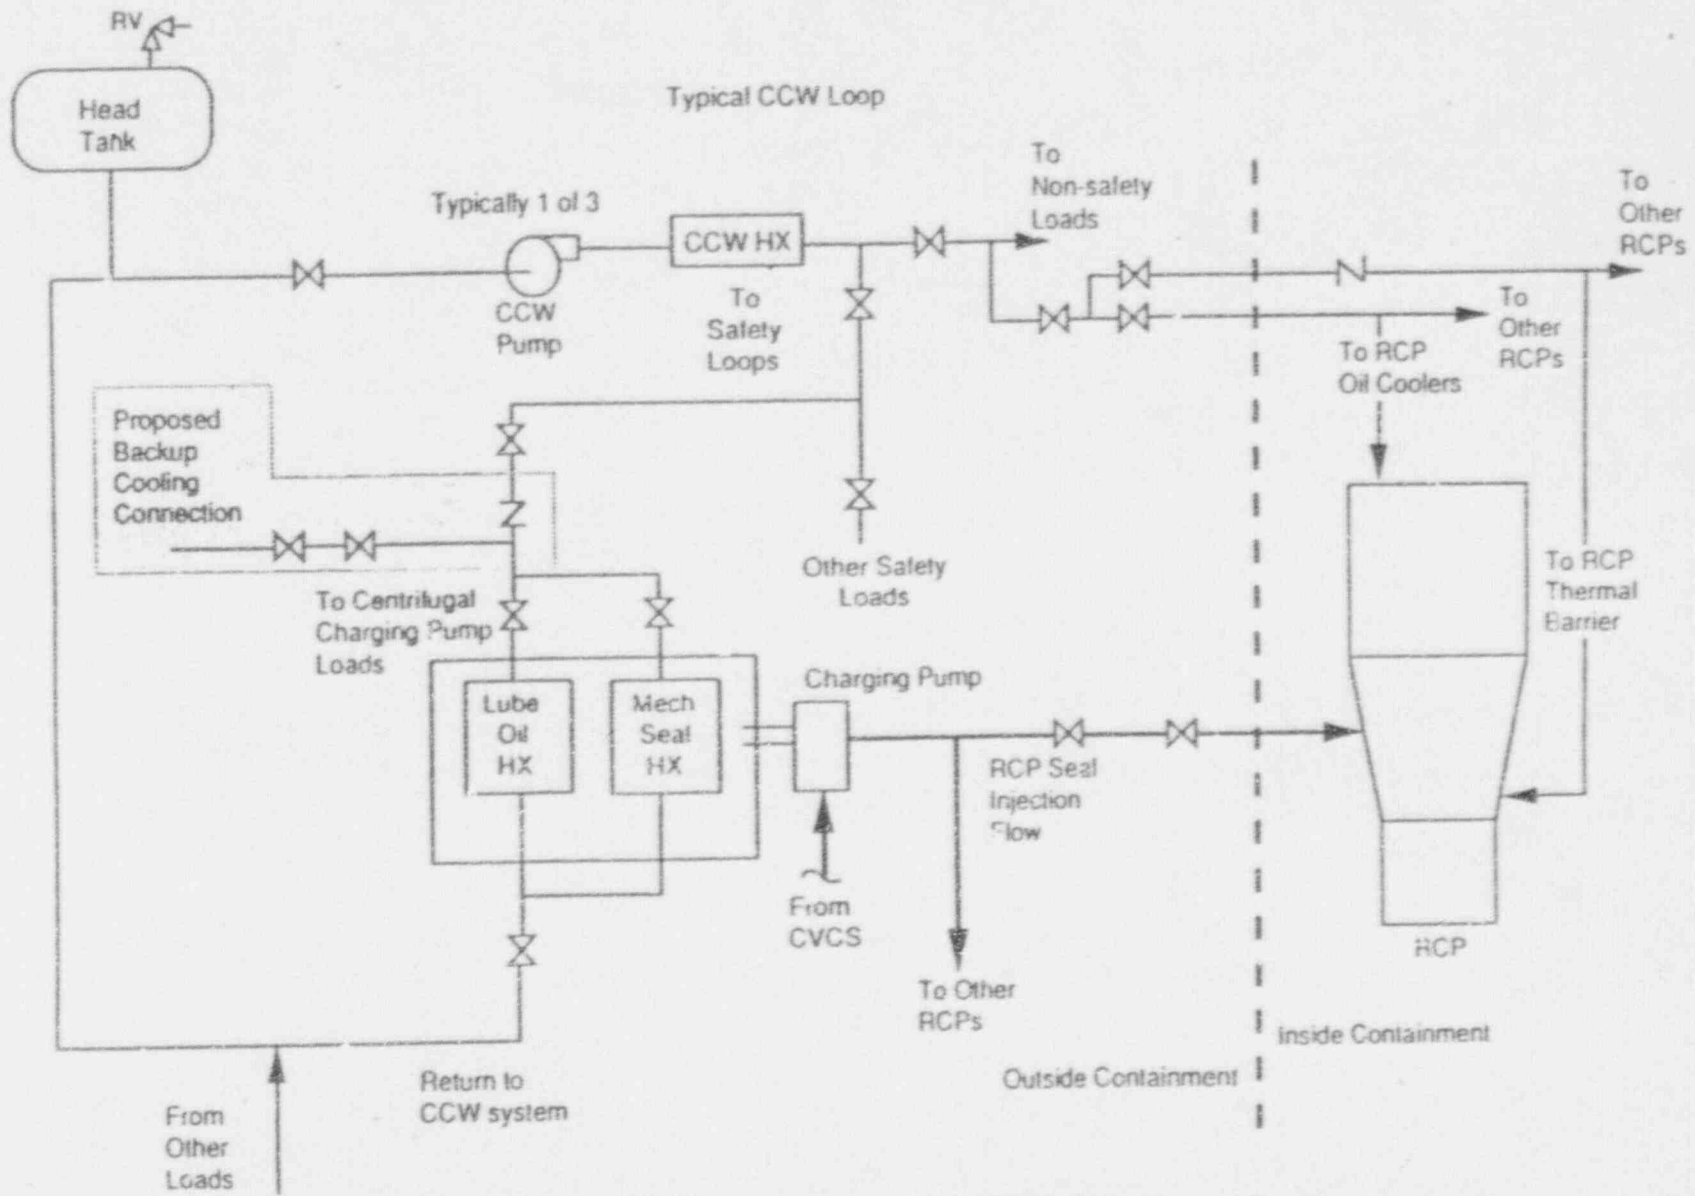 RV
Head
Tank
Typical CCW Loop
Typically 1 of 3
CCW HX
CCW
Pump
To
Safety
Loops
To
Non-safety
Loads
To
Other
RCPs
To
Other
RCPs
To RCP
Oil Coolers
Proposed
Backup
Cooling
Connection
Other Safety
Loads
To RCP
Thermal
Barrier
To Centrifugal
Charging Pump
Loads
Lube
Oil
HX
Mech
Seal
HX
Charging Pump
RCP Seal
Injection
Flow
From
CVCS
To Other
RCPs
RCP
Inside Containment
Outside Containment
Return to
CCW system
From
Other
Loads